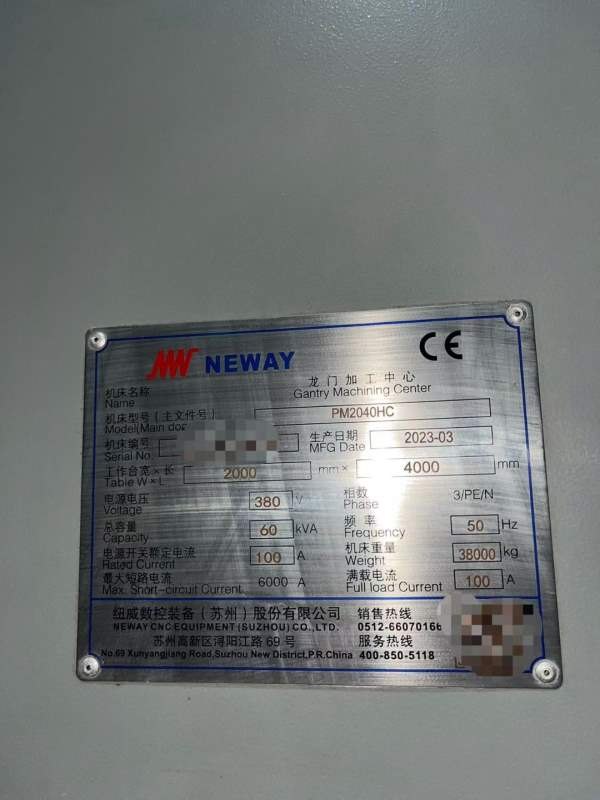 NEWAY CE
机床名称 龙门加工中心
Name Gantry Machining Center
机床型号(主文件号) PM2040HC
Model(Main doc
机床编号 生产日期 2023-03
Serial No. MFG Date
工作台宽×长 2000 mm× 4000 mm
Table W×L
电源电压 380 V 相数 3/PE/N
Voltage Phase
总容量 60 kVA 频 率 50 Hz
Capacity Frequency
电源开关额定电流 100 A 机床重量 38000 kg
Rated Current Weight
最大短路电流 6000 A 满载电流 100 A
Max. Short-circuit Current Full load Current
纽威数控装备(苏州)股份有限公司 销售热线
NEWAY CNC EQUIPMENT(SUZHOU)CO.,LTD. 0512-66070166
苏州高新区浔阳江路 69 号 服务热线
No.69 Xunyangjiang Road,Suzhou New District,P.R.China 400-850-5118